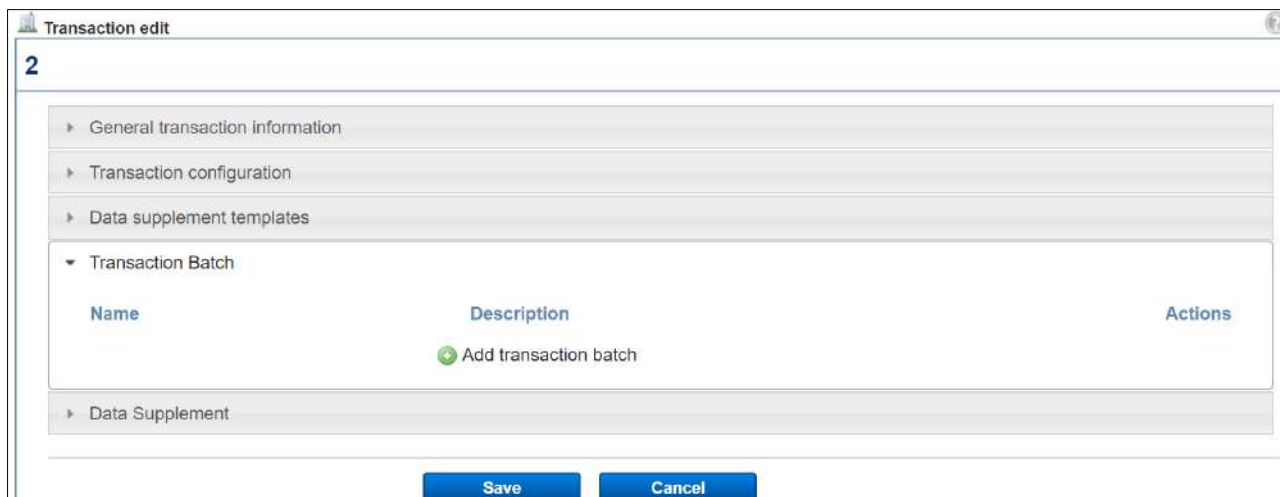 Transaction edit
2
General transaction information
Transaction configuration
Data supplement templates
Transaction Batch
Name Description Actions
Add transaction batch
Data Supplement
Save Cancel